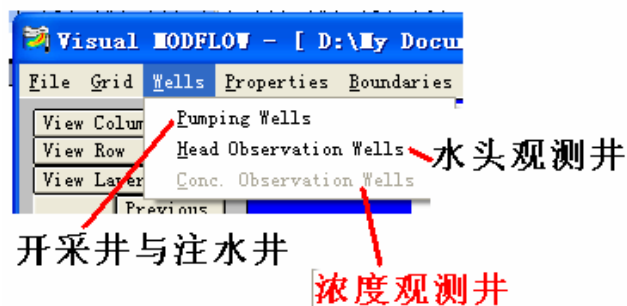 Visual MODFLOW - [ D:\My Docum
File Grid Wells Properties Boundaries
View Colum
Pumping Wells
View Row
Head Observation Wells
水头观测井
View Layer
Conc. Observation Wells
Previous
开采井与注水井
浓度观测井